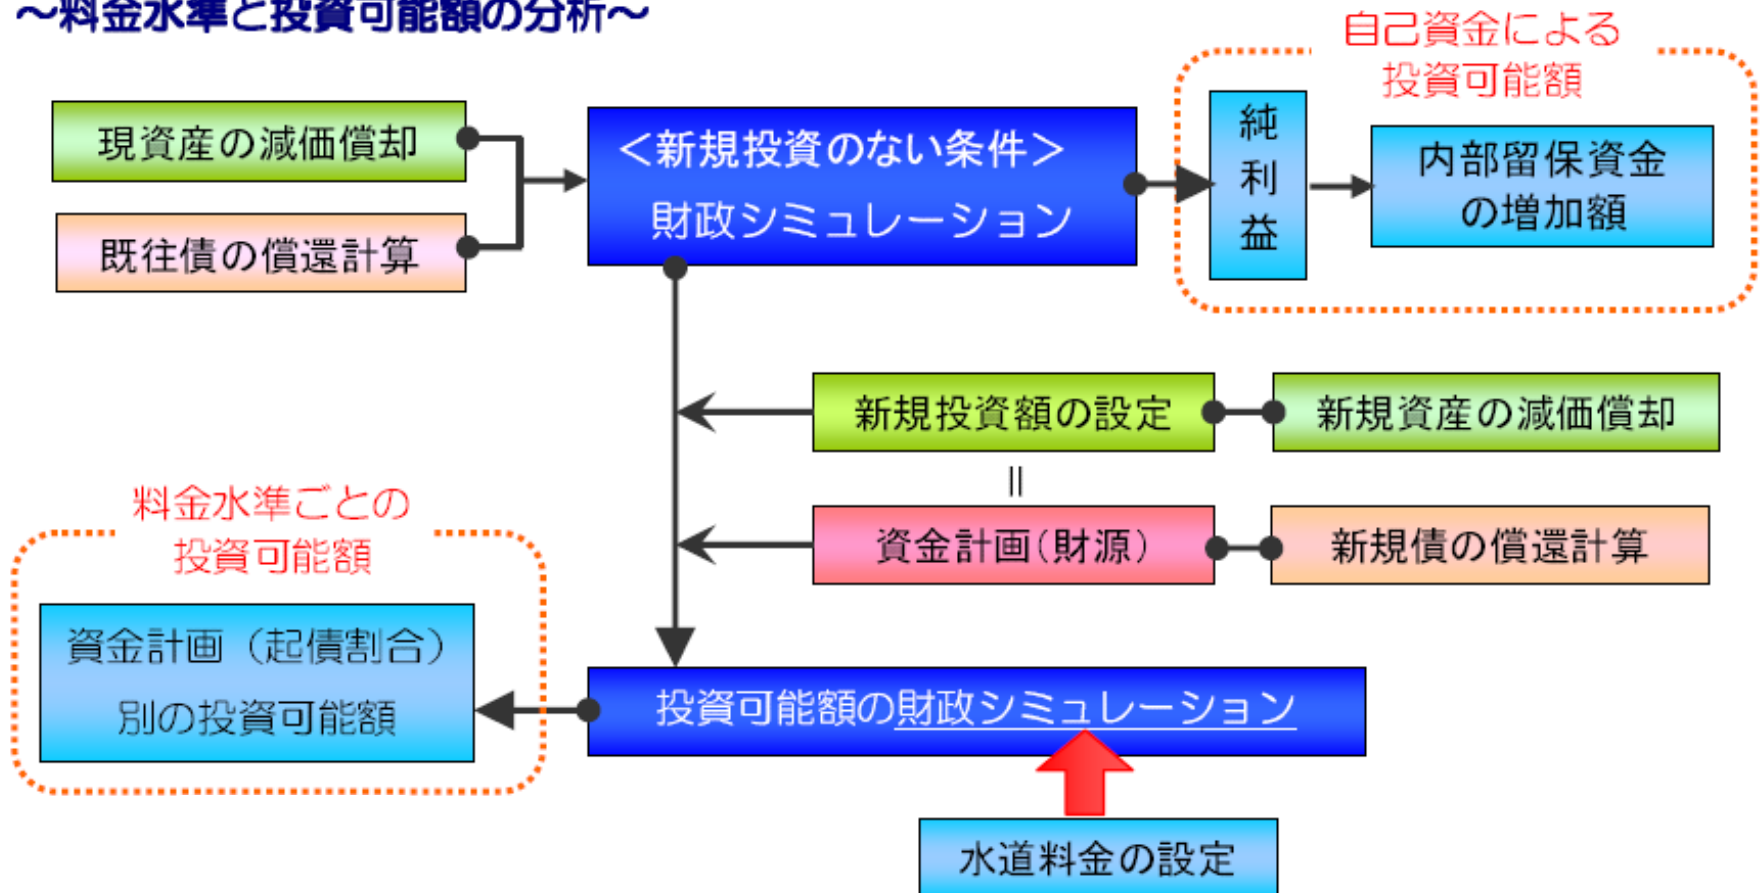 ～料金水準と投資可能額の分析～
自己資金による
投資可能額
現資産の減価償却
既往債の償還計算
＜新規投資のない条件＞
財政シミュレーション
純利益
内部留保資金
の増加額
新規投資額の設定
新規資産の減価償却
＝
資金計画（財源）
新規債の償還計算
料金水準ごとの
投資可能額
資金計画（起債割合）
別の投資可能額
投資可能額の財政シミュレーション
水道料金の設定